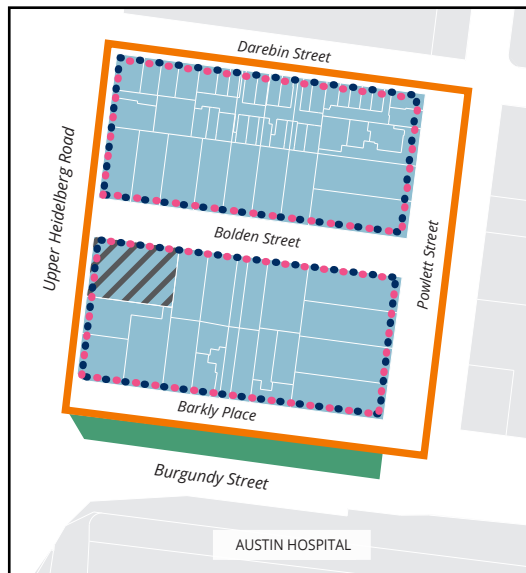 Darebin Street
Upper Heidelberg Road
Bolden Street
Powlett Street
Barkly Place
Burgundy Street
AUSTIN HOSPITAL